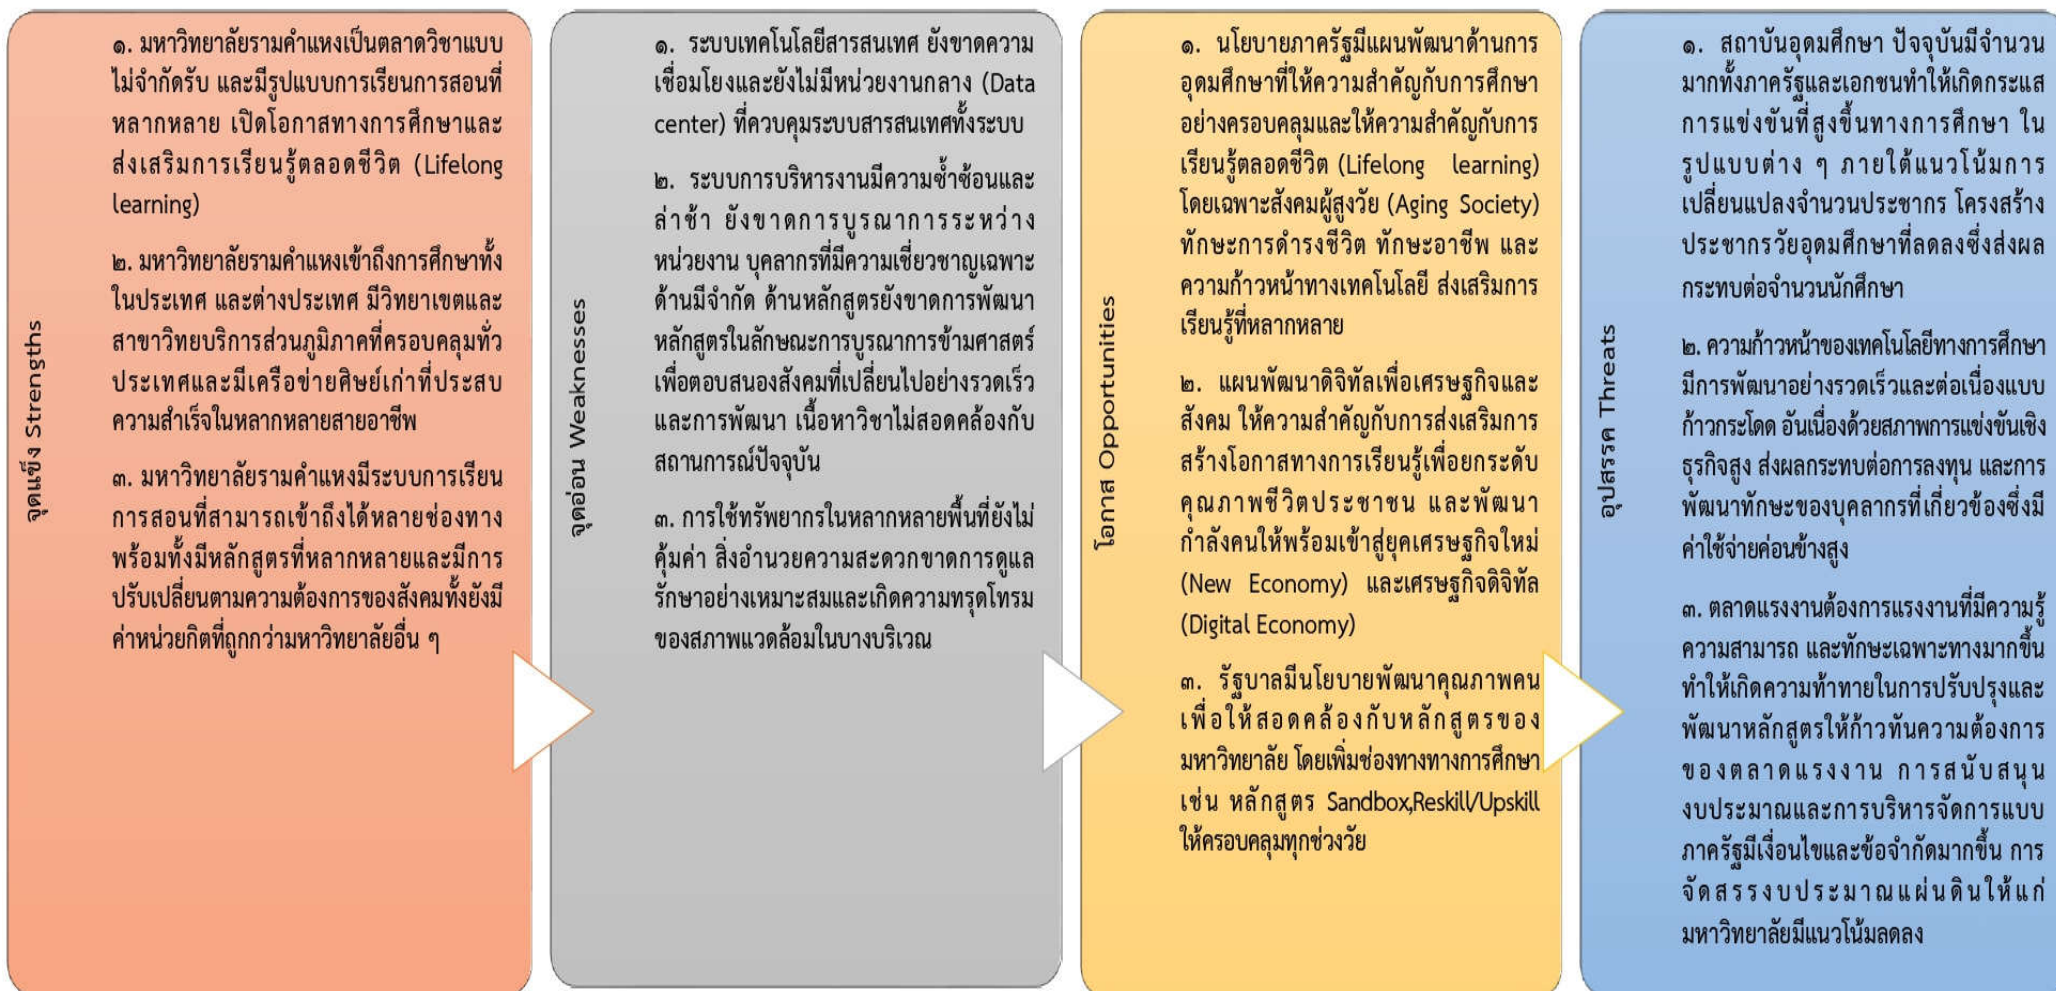 จุดแข็ง Strengths
๑. มหาวิทยาลัยรามคำแหงเป็นตลาดวิชาแบบ
ไม่จำกัดรับ และมีรูปแบบการเรียนการสอนที่
หลากหลาย เปิดโอกาสทางการศึกษาและ
ส่งเสริมการเรียนรู้ตลอดชีวิต (Lifelong
learning)
๒. มหาวิทยาลัยรามคำแหงเข้าถึงการศึกษาทั้ง
ในประเทศ และต่างประเทศ มีวิทยาเขตและ
สาขาวิทยบริการส่วนภูมิภาคที่ครอบคลุมทั่ว
ประเทศและมีเครือข่ายศิษย์เก่าที่ประสบ
ความสำเร็จในหลากหลายสายอาชีพ
๓. มหาวิทยาลัยรามคำแหงมีระบบการเรียน
การสอนที่สามารถเข้าถึงได้หลายช่องทาง
พร้อมทั้งมีหลักสูตรที่หลากหลายและมีการ
ปรับเปลี่ยนตามความต้องการของสังคมทั้งยังมี
ค่าหน่วยกิตที่ถูกกว่ามหาวิทยาลัยอื่น ๆ
จุดอ่อน Weaknesses
๑. ระบบเทคโนโลยีสารสนเทศ ยังขาดความ
เชื่อมโยงและยังไม่มีหน่วยงานกลาง (Data
center) ที่ควบคุมระบบสารสนเทศทั้งระบบ
๒. ระบบการบริหารงานมีความซ้ำซ้อนและ
ล่าช้า ยังขาดการบูรณาการระหว่าง
หน่วยงาน บุคลากรที่มีความเชี่ยวชาญเฉพาะ
ด้านมีจำกัด ด้านหลักสูตรยังขาดการพัฒนา
หลักสูตรในลักษณะการบูรณาการข้ามศาสตร์
เพื่อตอบสนองสังคมที่เปลี่ยนไปอย่างรวดเร็ว
และการพัฒนา เนื้อหาวิชาไม่สอดคล้องกับ
สถานการณ์ปัจจุบัน
๓. การใช้ทรัพยากรในหลากหลายพื้นที่ยังไม่
คุ้มค่า สิ่งอำนวยความสะดวกขาดการดูแล
รักษาอย่างเหมาะสมและเกิดความทรุดโทรม
ของสภาพแวดล้อมในบางบริเวณ
โอกาส Opportunities
๑. นโยบายภาครัฐมีแผนพัฒนาด้านการ
อุดมศึกษาที่ให้ความสำคัญกับการศึกษา
อย่างครอบคลุมและให้ความสำคัญกับการ
เรียนรู้ตลอดชีวิต (Lifelong learning)
โดยเฉพาะสังคมผู้สูงวัย (Aging Society)
ทักษะการดำรงชีวิต ทักษะอาชีพ และ
ความก้าวหน้าทางเทคโนโลยี ส่งเสริมการ
เรียนรู้ที่หลากหลาย
๒. แผนพัฒนาดิจิทัลเพื่อเศรษฐกิจและ
สังคม ให้ความสำคัญกับการส่งเสริมการ
สร้างโอกาสทางการเรียนรู้เพื่อยกระดับ
คุณภาพชีวิตประชาชน และพัฒนา
กำลังคนให้พร้อมเข้าสู่ยุคเศรษฐกิจใหม่
(New Economy) และเศรษฐกิจดิจิทัล
(Digital Economy)
๓. รัฐบาลมีนโยบายพัฒนาคุณภาพคน
เพื่อให้สอดคล้องกับหลักสูตรของ
มหาวิทยาลัย โดยเพิ่มช่องทางทางการศึกษา
เช่น หลักสูตร Sandbox,Reskill/Upskill
ให้ครอบคลุมทุกช่วงวัย
อุปสรรค Threats
๑. สถาบันอุดมศึกษา ปัจจุบันมีจำนวน
มากทั้งภาครัฐและเอกชนทำให้เกิดกระแส
การแข่งขันที่สูงขึ้นทางการศึกษา ใน
รูปแบบต่าง ๆ ภายใต้แนวโน้มการ
เปลี่ยนแปลงจำนวนประชากร โครงสร้าง
ประชากรวัยอุดมศึกษาที่ลดลงซึ่งส่งผล
กระทบต่อจำนวนนักศึกษา
๒. ความก้าวหน้าของเทคโนโลยีทางการศึกษา
มีการพัฒนาอย่างรวดเร็วและต่อเนื่องแบบ
ก้าวกระโดด อันเนื่องด้วยสภาพการแข่งขันเชิง
ธุรกิจสูง ส่งผลกระทบต่อการลงทุน และการ
พัฒนาทักษะของบุคลากรที่เกี่ยวข้องซึ่งมี
ค่าใช้จ่ายค่อนข้างสูง
๓. ตลาดแรงงานต้องการแรงงานที่มีความรู้
ความสามารถ และทักษะเฉพาะทางมากขึ้น
ทำให้เกิดความท้าทายในการปรับปรุงและ
พัฒนาหลักสูตรให้ก้าวทันความต้องการ
ของตลาดแรงงาน การสนับสนุน
งบประมาณและการบริหารจัดการแบบ
ภาครัฐมีเงื่อนไขและข้อจำกัดมากขึ้น การ
จัดสรรงบประมาณแผ่นดินให้แก่
มหาวิทยาลัยมีแนวโน้มลดลง